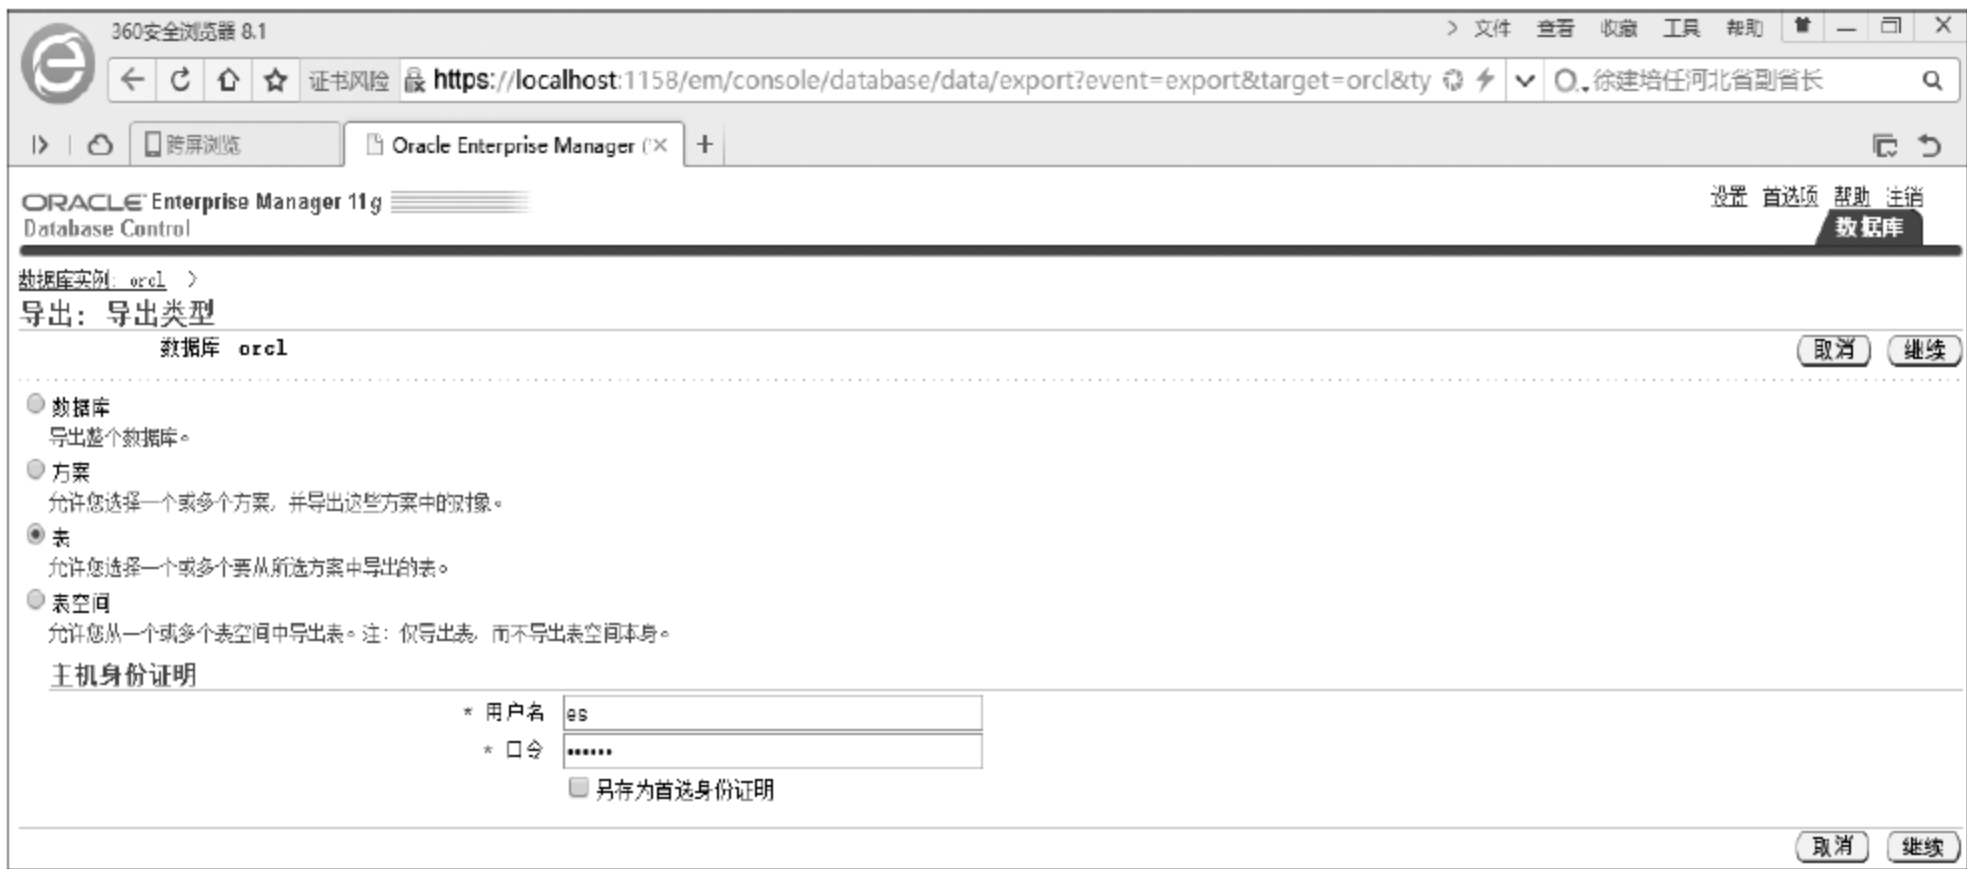 360安全浏览器 8.1
文件 查看 收藏 工具 帮助
证书风险 https://localhost:1158/em/console/database/data/export?event=export&target=orcl&ty
徐建培任河北省副省长
跨屏浏览
Oracle Enterprise Manager (
ORACLE Enterprise Manager 11g
Database Control
设置 首选项 帮助 注销
数据库
数据库实例: orcl >
导出: 导出类型
数据库 orcl
取消 继续
数据库
导出整个数据库。
方案
允许您选择一个或多个方案, 并导出这些方案中的对象。
表
允许您选择一个或多个要从所选方案中导出的表。
表空间
允许您从一个或多个表空间中导出表。注: 仅导出表, 而不导出表空间本身。
主机身份证明
* 用户名 es
* 口令 ••••••
另存为首选身份证明
取消 继续